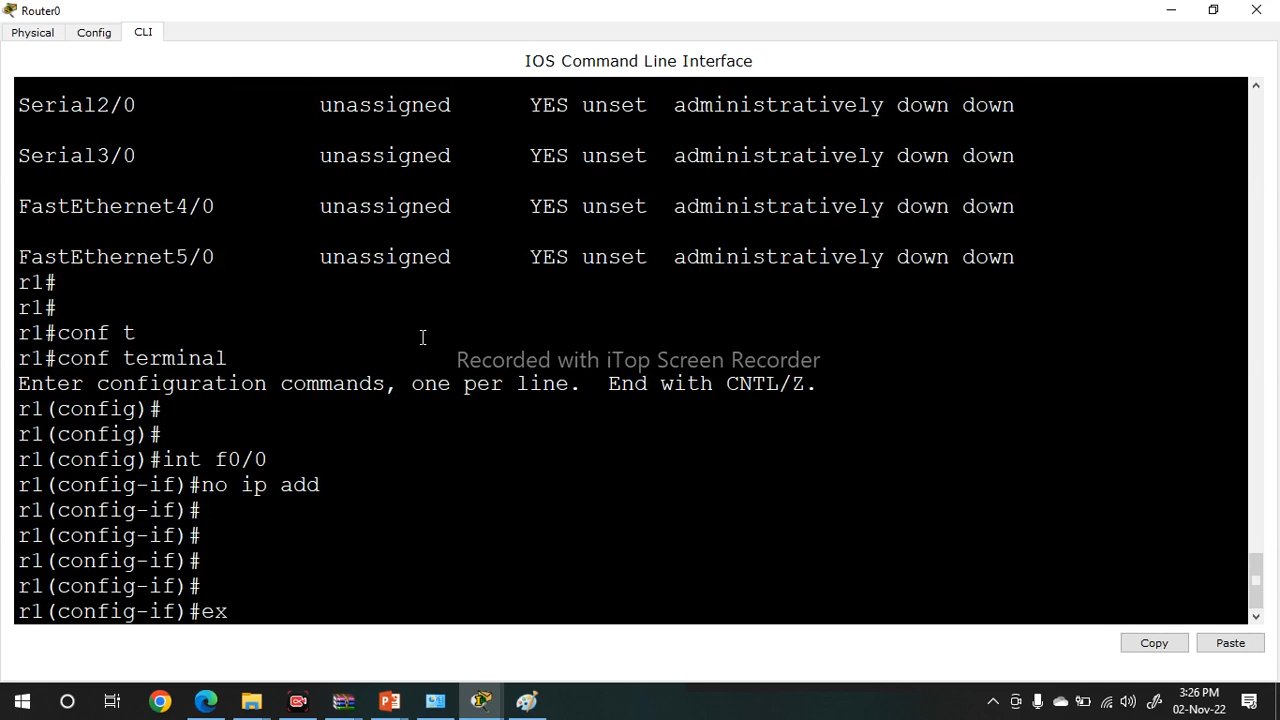 Router0
Physical Config CLI
IOS Command Line Interface
Serial2/0 unassigned YES unset administratively down down
Serial3/0 unassigned YES unset administratively down down
FastEthernet4/0 unassigned YES unset administratively down down
FastEthernet5/0 unassigned YES unset administratively down down
r1#
r1#
r1#conf t
r1#conf terminal
Recorded with iTop Screen Recorder
Enter configuration commands, one per line. End with CNTL/Z.
r1(config)#
r1(config)#
r1(config)#int f0/0
r1(config-if)#no ip add
r1(config-if)#
r1(config-if)#
r1(config-if)#
r1(config-if)#
r1(config-if)#ex
Copy Paste
3:26 PM
02-Nov-22